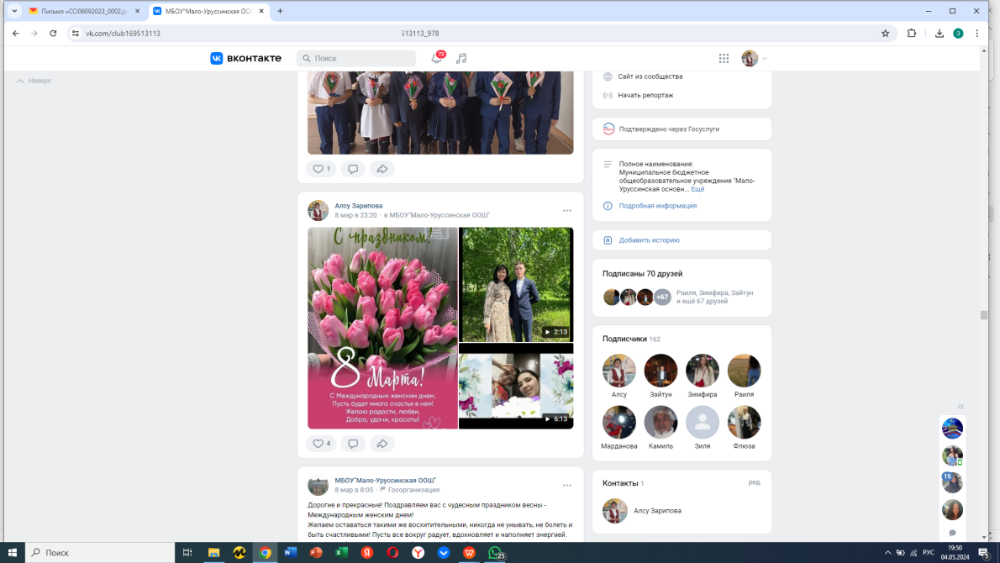 Письмо «CCI06092023_0002.jp
МБОУ"Мало-Уруссинская ОО
vk.com/club169513113
513113_978
ВКОНТАКТЕ
Поиск
73
Наверх
Сайт из сообщества
Начать репортаж
Подтверждено через Госуслуги
1
Полное наименование:
Муниципальное бюджетное
общеобразовательное учреждение "Мало-
Уруссинская основн... Ещё
Подробная информация
Алсу Зарипова
8 мар в 23:20 · в МБОУ"Мало-Уруссинская ООШ"
С праздником!
8 Марта!
С Международным женским днем,
Пусть будет много счастья в нем!
Желаю радости, любви,
Добра, удачи, красоты!
2:13
6:13
4
Добавить историю
Подписаны 70 друзей
+67
Раиля, Зимфира, Зайтун
и ещё 67 друзей
Подписчики 162
Алсу
Зайтун
Зимфира
Раиля
Марданова
Камиль
Зиля
Флюза
15
МБОУ"Мало-Уруссинская ООШ"
8 мар в 8:05 · Госорганизация
Дорогие и прекрасные! Поздравляем вас с чудесным праздником весны -
Международным женским днем!
Желаем оставаться такими же восхитительными, никогда не унывать, не болеть и
быть счастливыми! Пусть все вокруг радует, вдохновляет и наполняет энергией.
Контакты 1
ред.
Алсу Зарипова
Поиск
25
РУС
19:50
04.05.2024
5